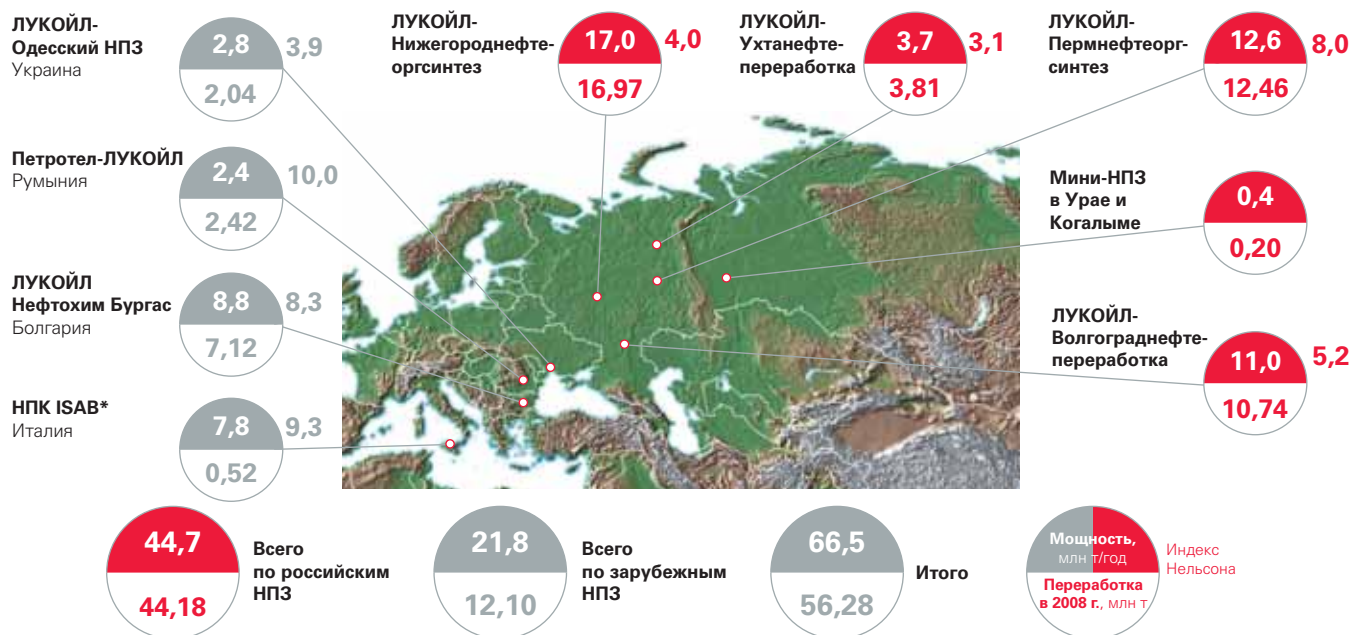 ЛУКОЙЛ-
Одесский НПЗ
Украина
2,8
3,9
2,04
Петротел-ЛУКОЙЛ
Румыния
2,4
10,0
2,42
ЛУКОЙЛ
Нефтохим Бургас
Болгария
8,8
8,3
7,12
НПК ISAB*
Италия
7,8
9,3
0,52
ЛУКОЙЛ-
Нижегороднефте-
оргсинтез
17,0
4,0
16,97
ЛУКОЙЛ-
Ухтанефте-
переработка
3,7
3,1
3,81
ЛУКОЙЛ-
Пермнефтеорг-
синтез
12,6
8,0
12,46
Мини-НПЗ
в Урае и
Когалыме
0,4
0,20
ЛУКОЙЛ-
Волгограднефте-
переработка
11,0
5,2
10,74
44,7
44,18
Всего
по российским
НПЗ
21,8
12,10
Всего
по зарубежным
НПЗ
66,5
56,28
Итого
Мощность,
млн т/год
Индекс
Нельсона
Переработка
в 2008 г., млн т